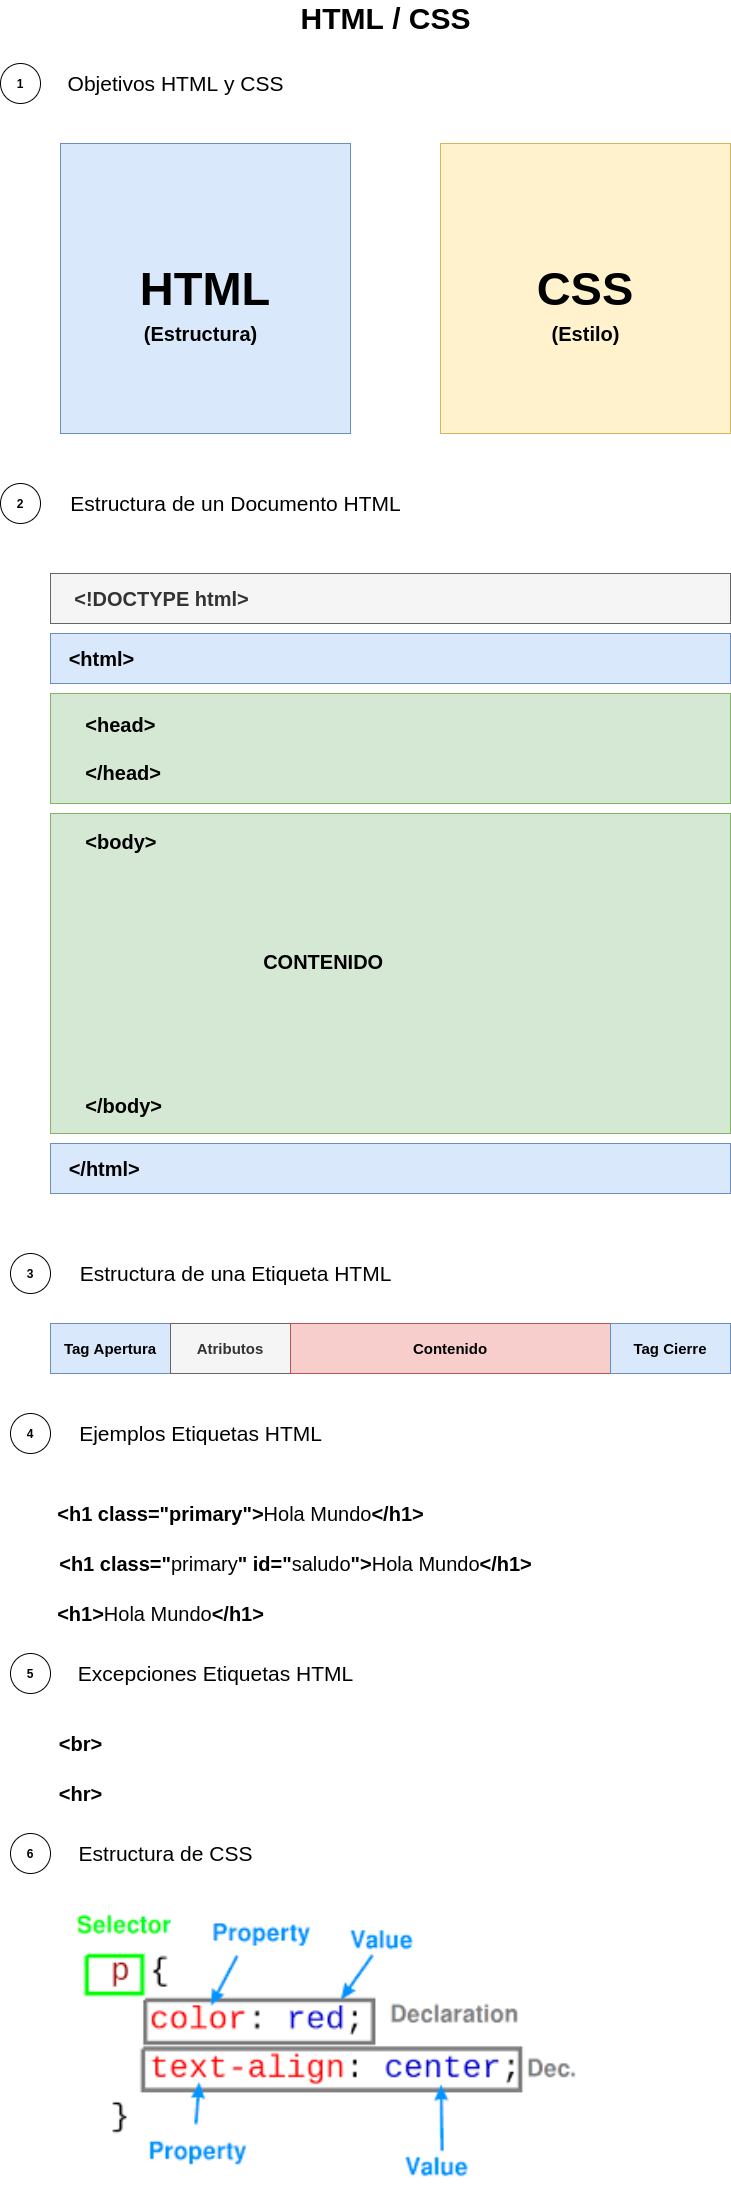 HTML / CSS
1 Objetivos HTML y CSS
HTML
(Estructura)
CSS
(Estilo)
2 Estructura de un Documento HTML
<!DOCTYPE html>
<html>
<head>
</head>
<body>
CONTENIDO
</body>
</html>
3 Estructura de una Etiqueta HTML
Tag Apertura Atributos Contenido Tag Cierre
4 Ejemplos Etiquetas HTML
<h1 class="primary">Hola Mundo</h1>
<h1 class="primary" id="saludo">Hola Mundo</h1>
<h1>Hola Mundo</h1>
5 Excepciones Etiquetas HTML
<br>
<hr>
6 Estructura de CSS
Selector Property Value
p {
color: red; Declaration
text-align: center; Dec.
}
Property Value